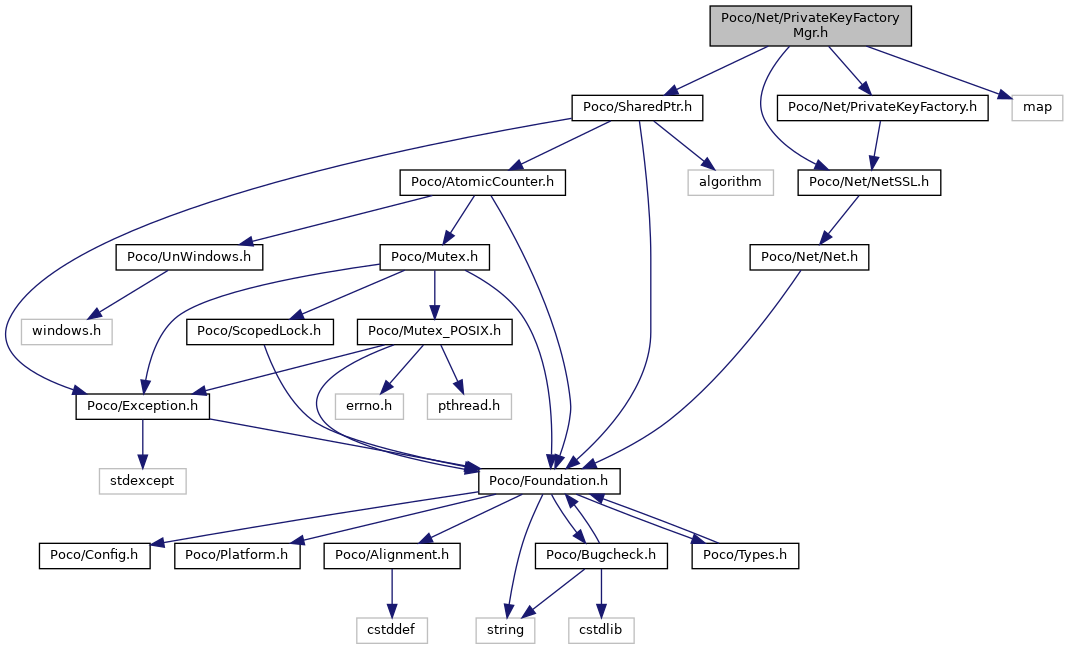 Poco/Net/PrivateKeyFactory
Mgr.h
Poco/SharedPtr.h
Poco/Net/PrivateKeyFactory.h
map
Poco/AtomicCounter.h
algorithm
Poco/Net/NetSSL.h
Poco/UnWindows.h
Poco/Mutex.h
Poco/Net/Net.h
windows.h
Poco/ScopedLock.h
Poco/Mutex_POSIX.h
Poco/Exception.h
errno.h
pthread.h
stdexcept
Poco/Foundation.h
Poco/Config.h
Poco/Platform.h
Poco/Alignment.h
Poco/Bugcheck.h
Poco/Types.h
cstddef
string
cstdlib